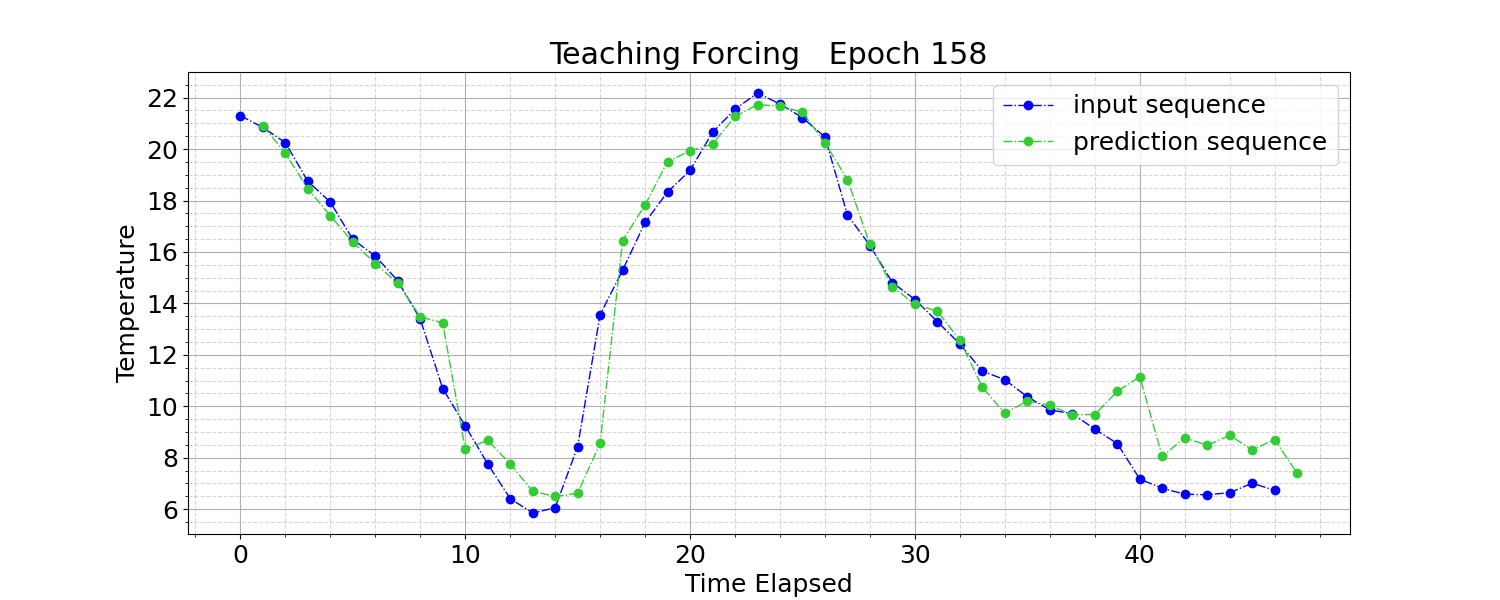 Teaching Forcing   Epoch 158
input sequence
prediction sequence
Temperature
22
20
18
16
14
12
10
8
6
0 10 20 30 40
Time Elapsed